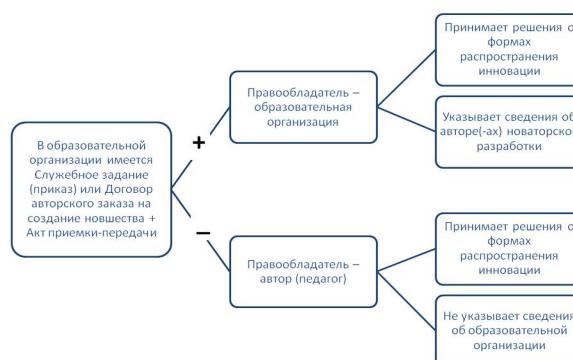 В образовательной
организации имеется
Служебное задание
(приказ) или Договор
авторского заказа на
создание новшества +
Акт приемки-передачи
+
Правообладатель –
образовательная
организация
Принимает решения о
формах
распространения
инновации
Указывает сведения об
авторе(-ах) новаторской
разработки
–
Правообладатель –
автор (педагог)
Принимает решения о
формах
распространения
инновации
Не указывает сведения
об образовательной
организации